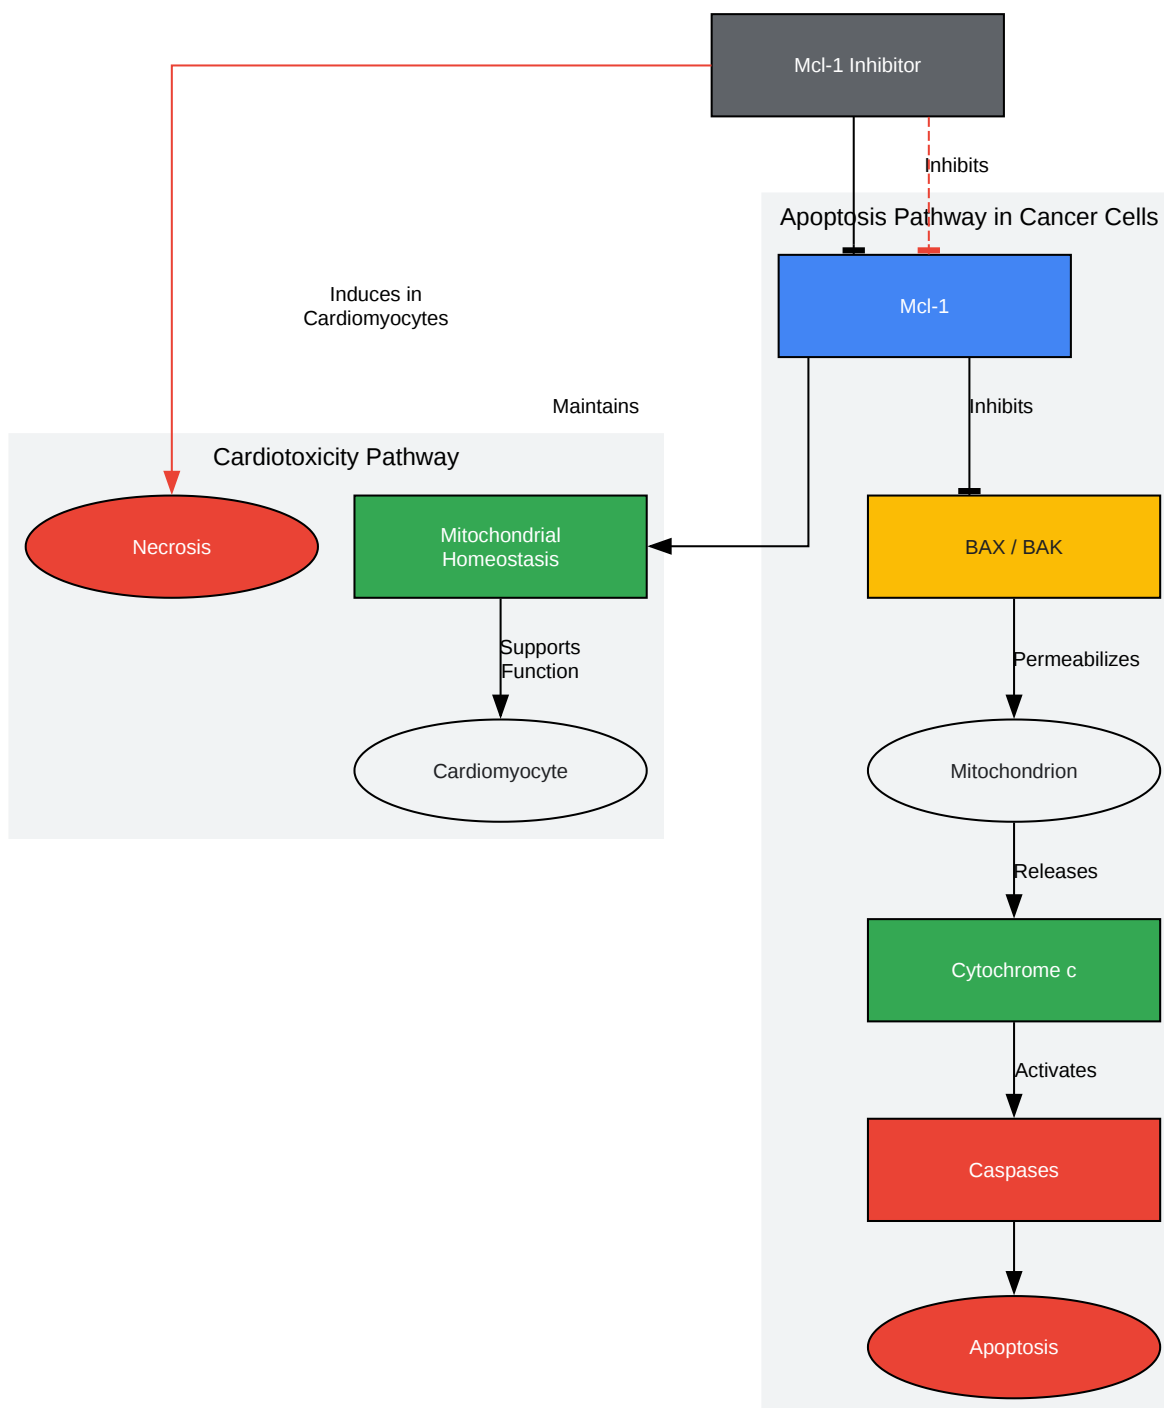 Mcl-1 Inhibitor
Inhibits
Apoptosis Pathway in Cancer Cells
Mcl-1
Induces in
Cardiomyocytes
Maintains
Inhibits
Cardiotoxicity Pathway
Necrosis
Mitochondrial
Homeostasis
BAX / BAK
Supports
Function
Permeabilizes
Cardiomyocyte
Mitochondrion
Releases
Cytochrome c
Activates
Caspases
Apoptosis